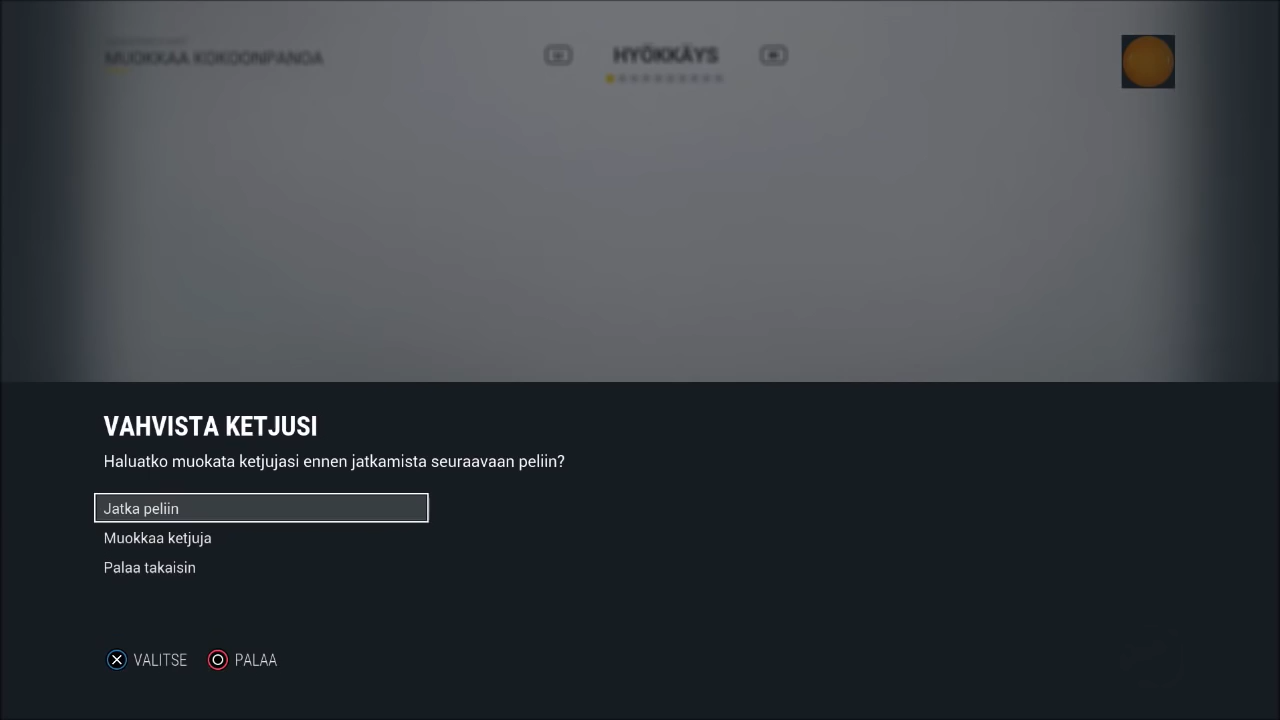 MUOKKAA KOKOONPANOA
HYÖKKÄYS
VAHVISTA KETJUSI
Haluatko muokata ketjujasi ennen jatkamista seuraavaan peliin?
Jatka peliin
Muokkaa ketjuja
Palaa takaisin
VALITSE PALAA